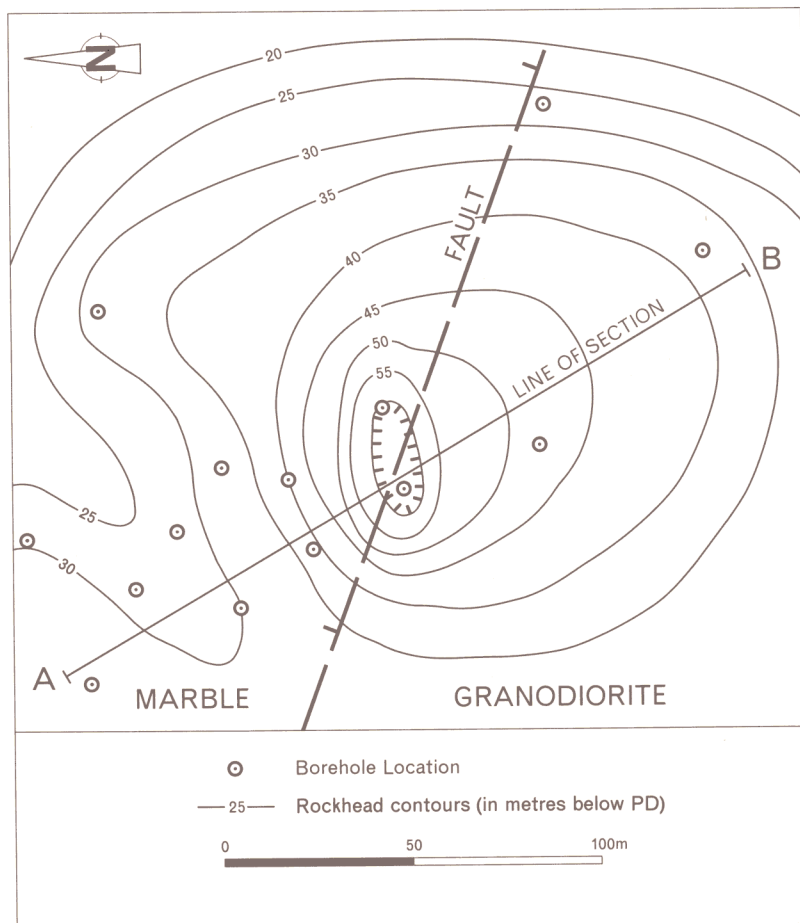 N
20
25
30
35
FAULT
40
B
45
LINE OF SECTION
50
55
25
30
A
MARBLE
GRANODIORITE
Borehole Location
25
Rockhead contours (in metres below PD)
0
50
100m